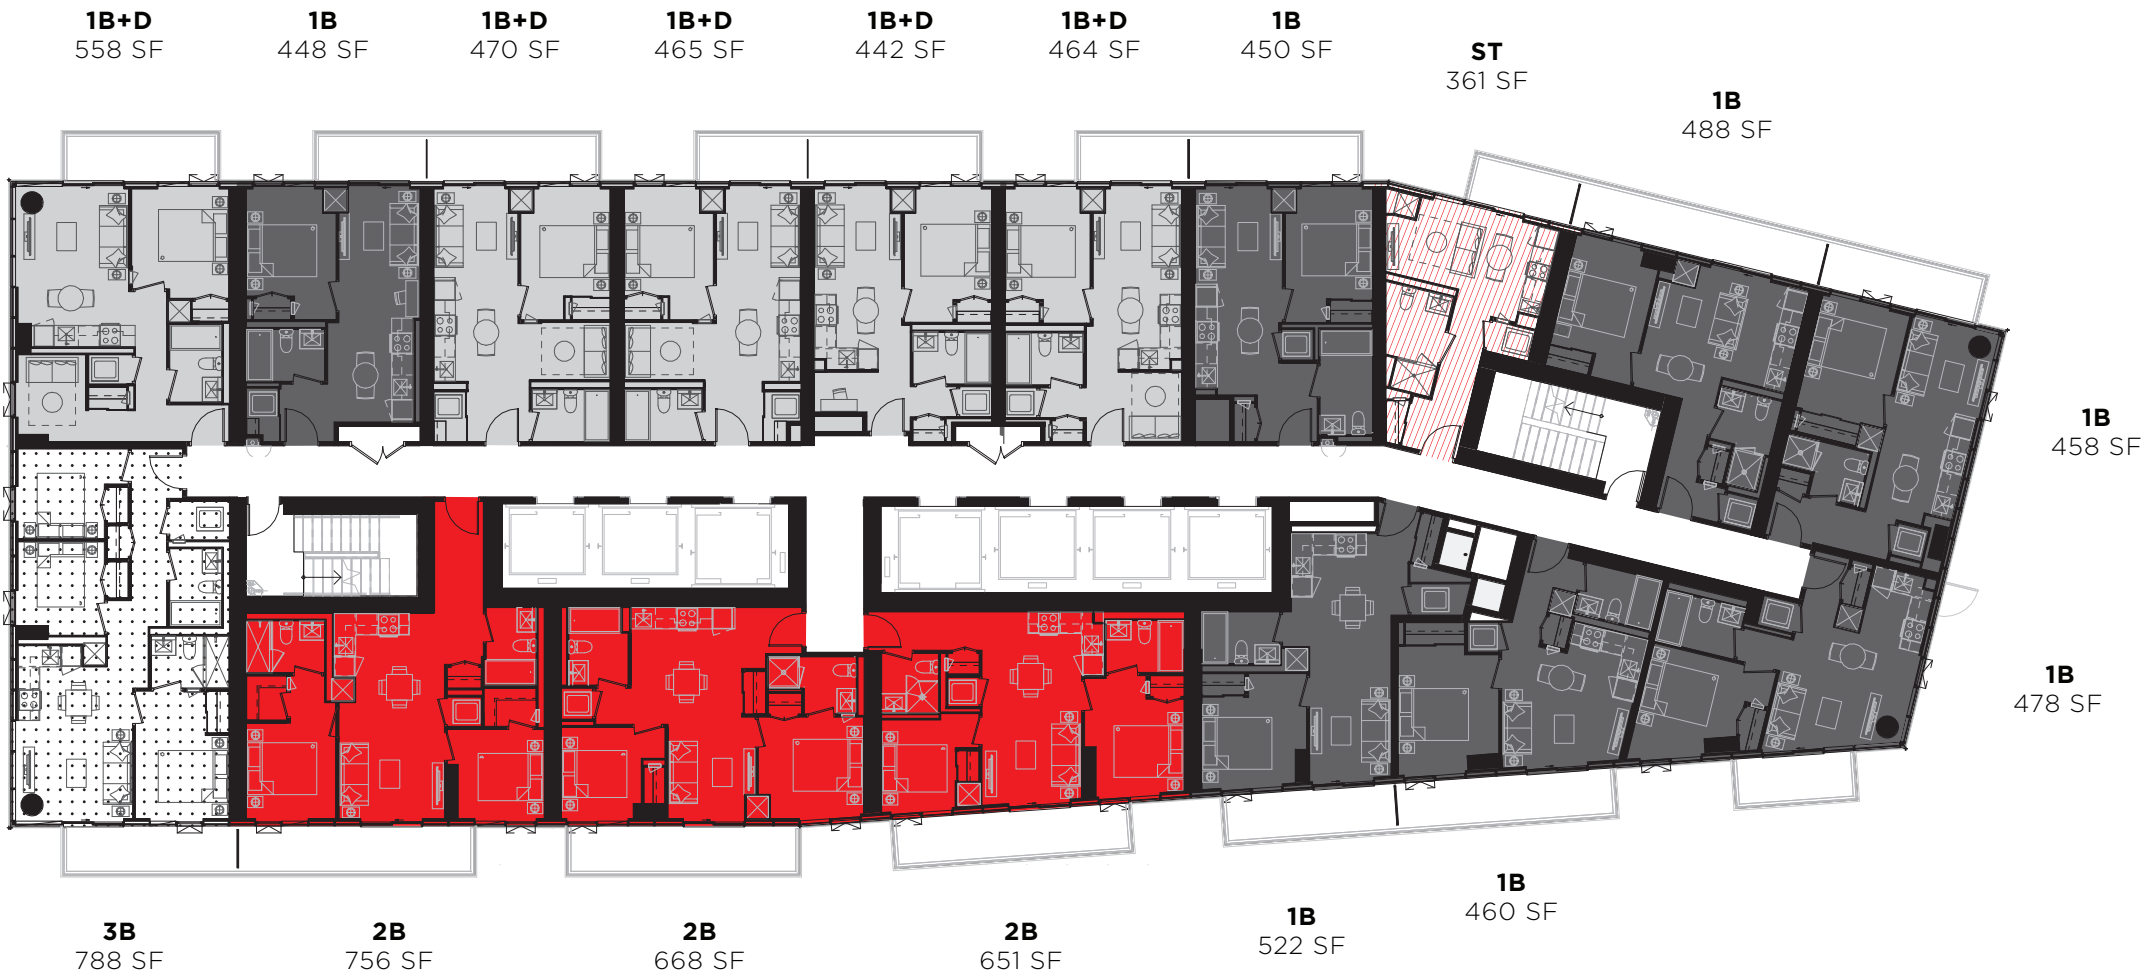 1B+D
558 SF
1B
448 SF
1B+D
470 SF
1B+D
465 SF
1B+D
442 SF
1B+D
464 SF
1B
450 SF
ST
361 SF
1B
488 SF
1B
458 SF
1B
478 SF
1B
460 SF
1B
522 SF
2B
651 SF
2B
668 SF
2B
756 SF
3B
788 SF